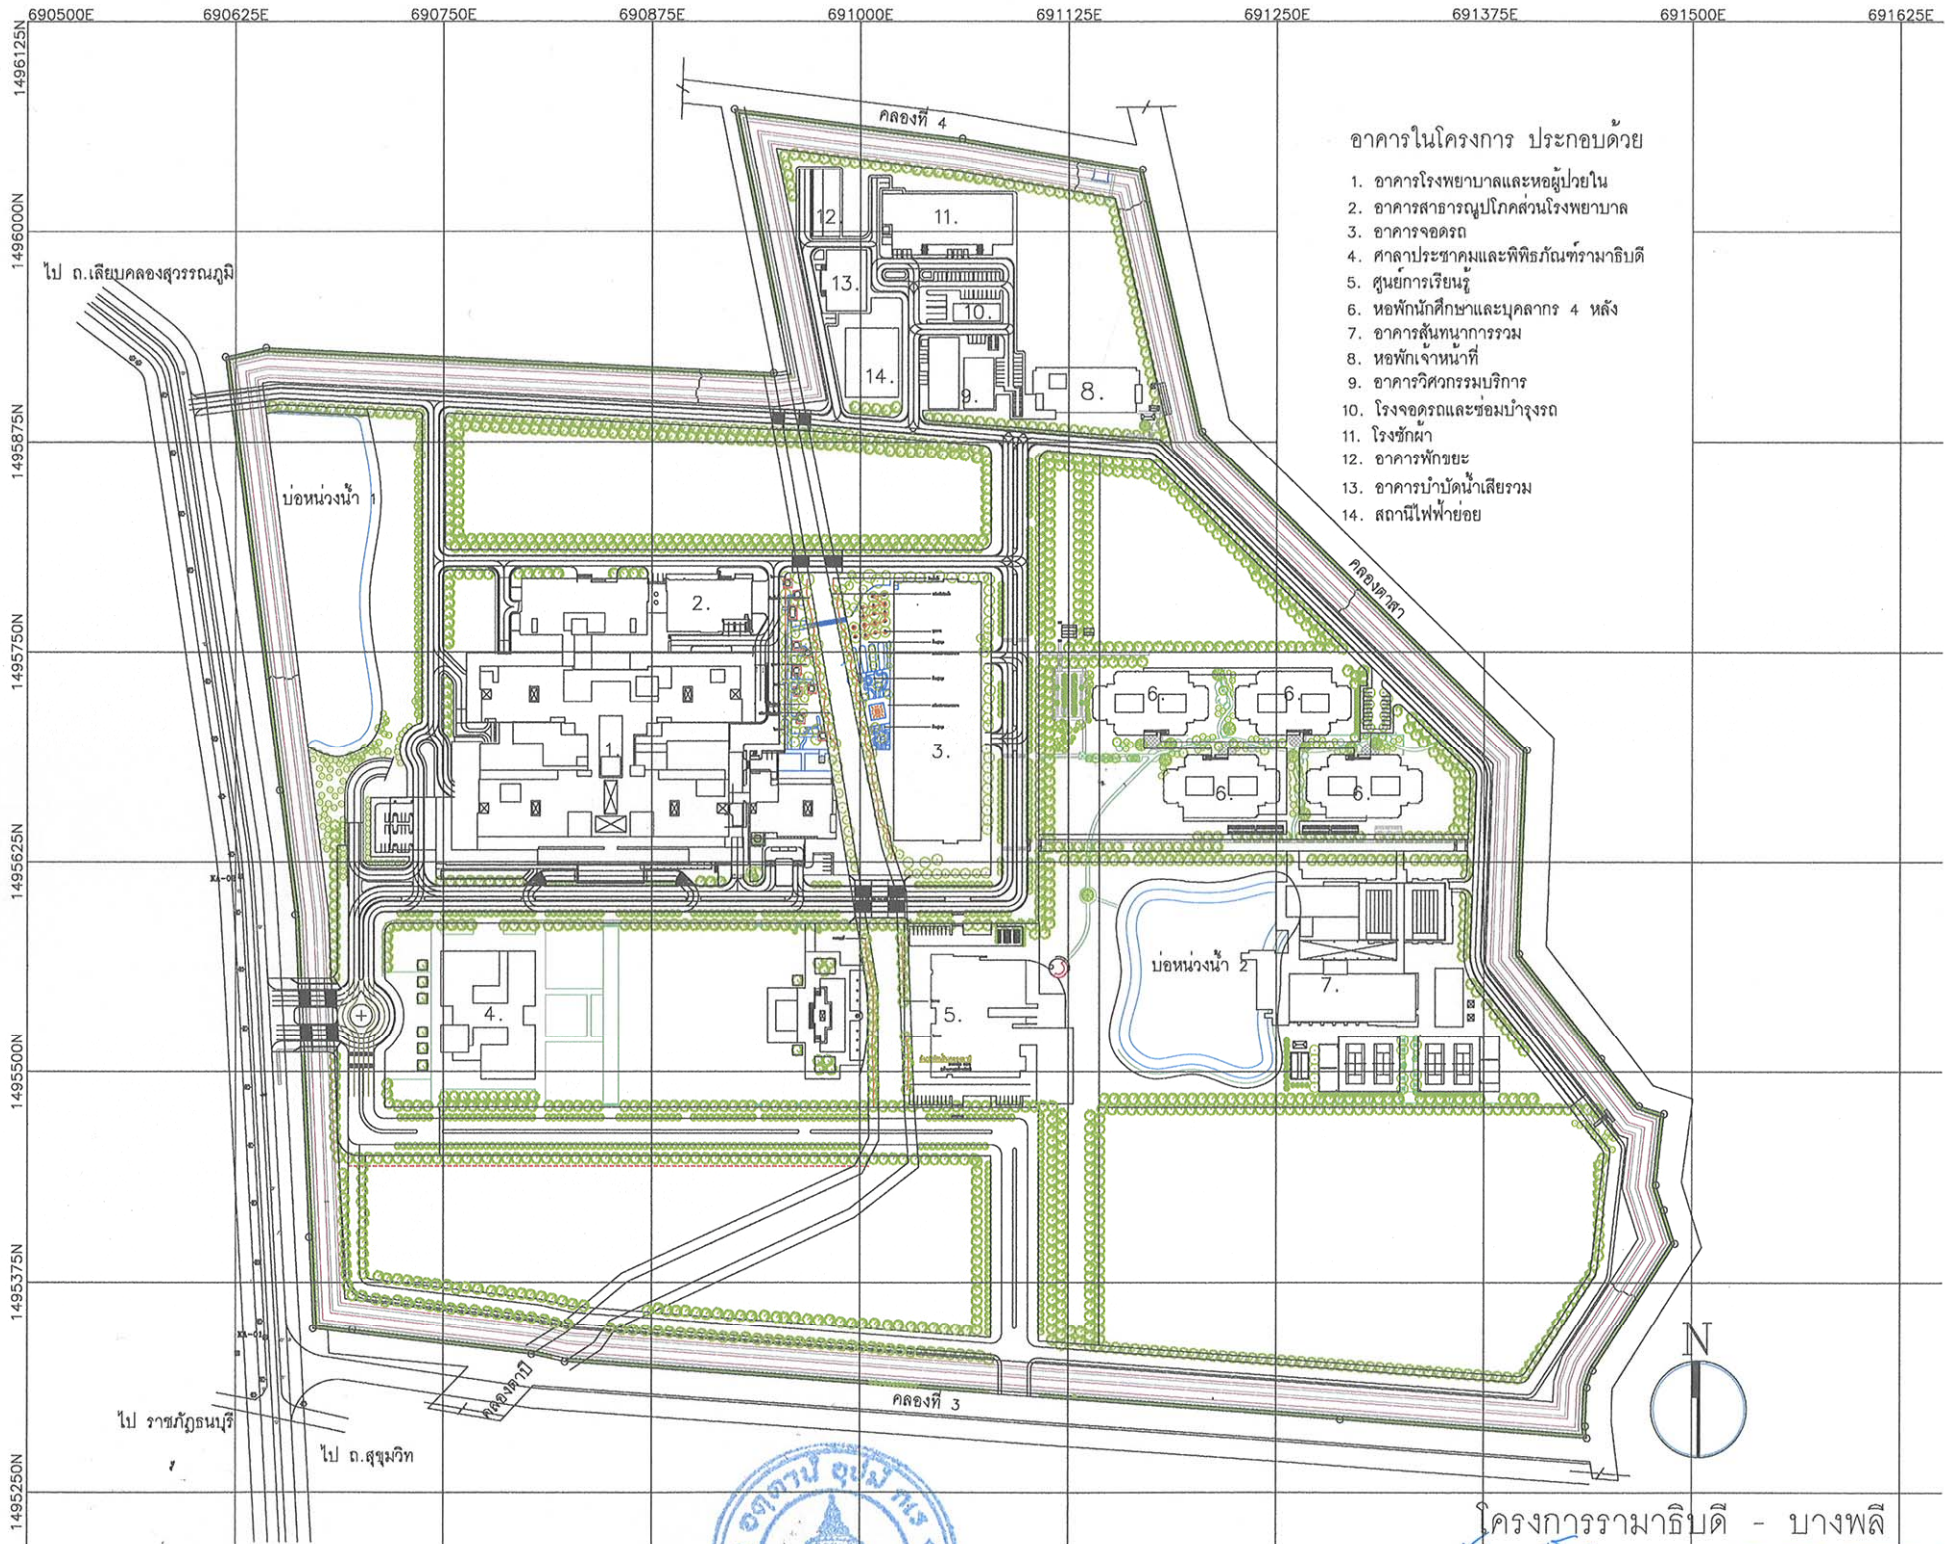 690500E 690625E 690750E 690875E 691000E 691125E 691250E 691375E 691500E 691625E
1496125N
1496000N
1495875N
1495750N
1495625N
1495500N
1495375N
1495250N
คลองที่ 4
อาคารในโครงการ ประกอบด้วย
1. อาคารโรงพยาบาลและหอผู้ป่วยใน
2. อาคารสาธารณูปโภคส่วนโรงพยาบาล
3. อาคารจอดรถ
4. ศาลาประชาคมและพิพิธภัณฑ์รามาธิบดี
5. ศูนย์การเรียนรู้
6. หอพักนักศึกษาและบุคลากร 4 หลัง
7. อาคารสันทนาการรวม
8. หอพักเจ้าหน้าที่
9. อาคารวิศวกรรมบริการ
10. โรงจอดรถและซ่อมบำรุงรถ
11. โรงซักผ้า
12. อาคารพักขยะ
13. อาคารบำบัดน้ำเสียรวม
14. สถานีไฟฟ้าย่อย
ไป ถ.เลียบคลองสุวรรณภูมิ
12.
11.
13.
10.
14.
9.
8.
บ่อหน่วงน้ำ 1
คลองตาสา
2.
1.
3.
6.
6.
6.
6.
บ่อหน่วงน้ำ 2
7.
4.
5.
คลองตาปี
คลองที่ 3
ไป ราชภัฏธนบุรี
ไป ถ.สุขุมวิท
N
โครงการรามาธิบดี - บางพลี